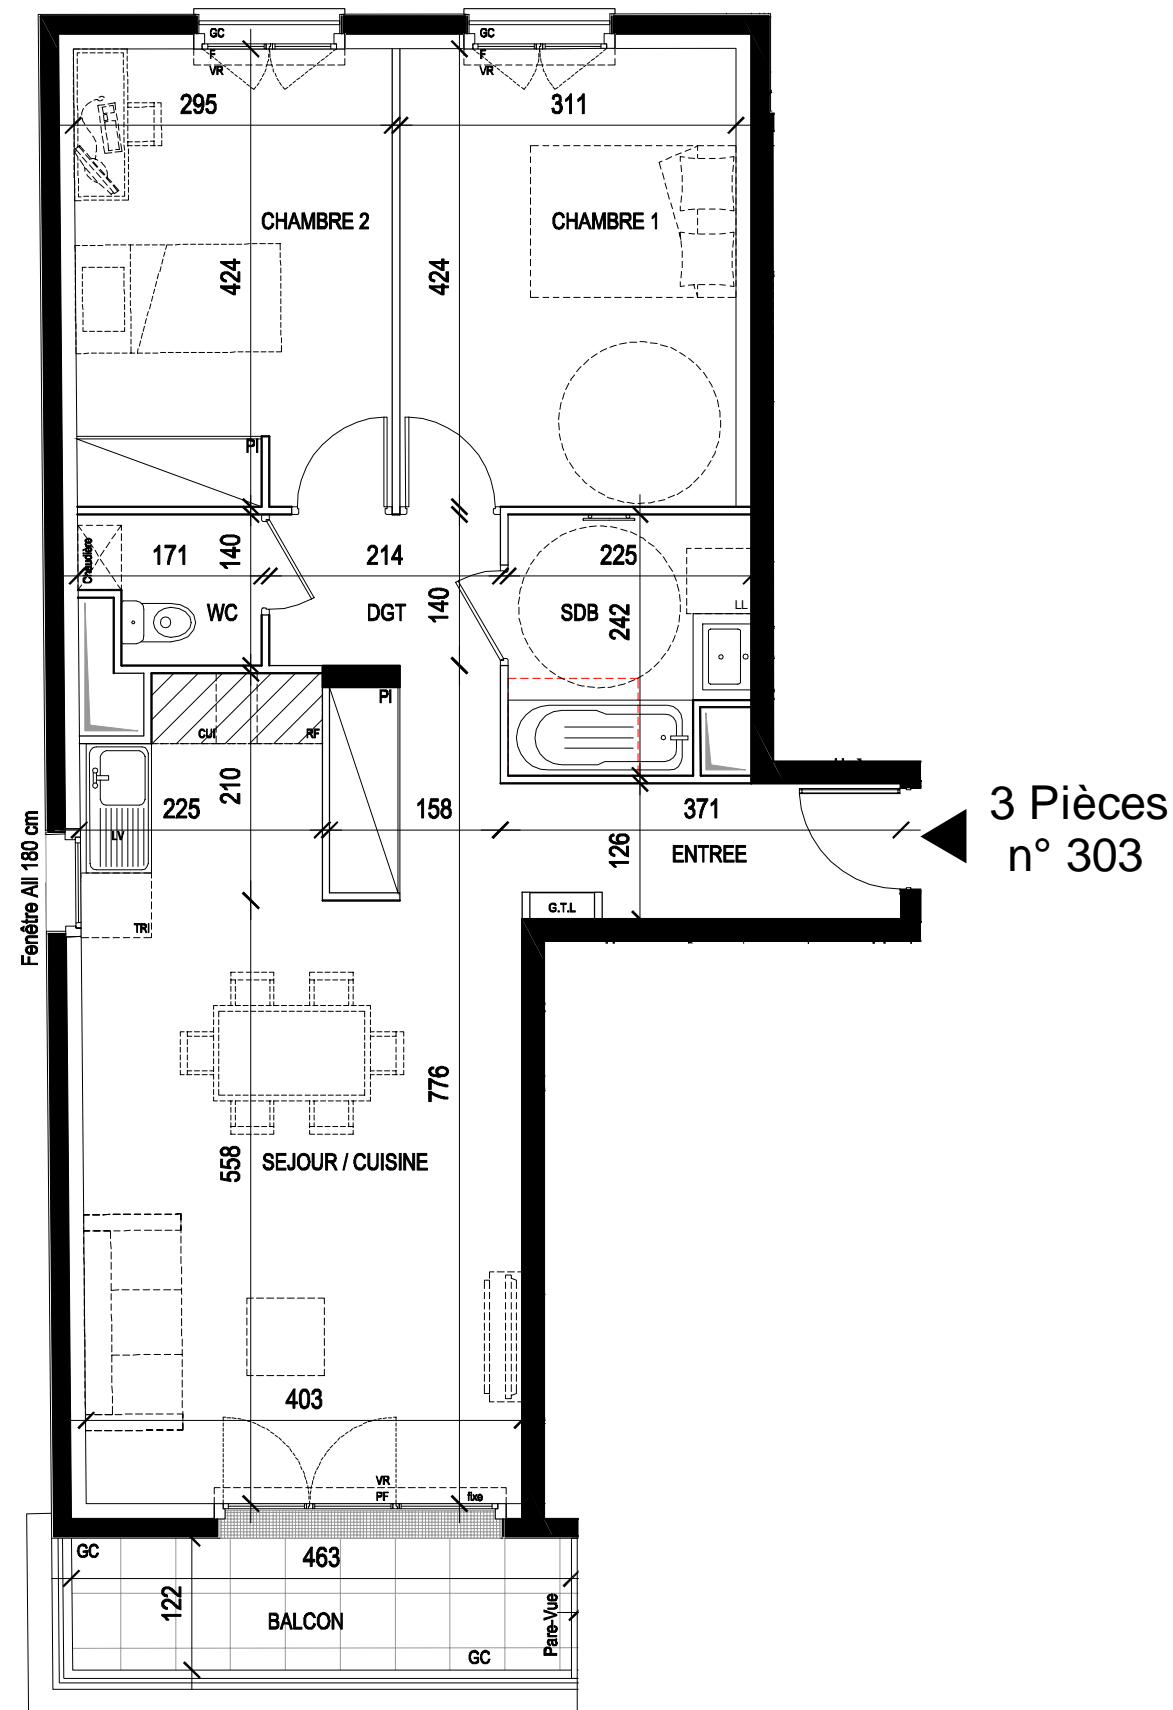 GC
F
VR
GC
F
VR
295
311
CHAMBRE 2
CHAMBRE 1
424
424
PI
Chaudière
171
140
214
225
WC
DGT
140
SDB
242
LL
PI
CUI
RF
210
225
158
371
LV
126
ENTREE
3 Pièces
n° 303
Fenêtre All 180 cm
G.T.L
TRI
776
558
SEJOUR / CUISINE
403
VR
PF
fixe
GC
463
122
BALCON
Pare-Vue
GC